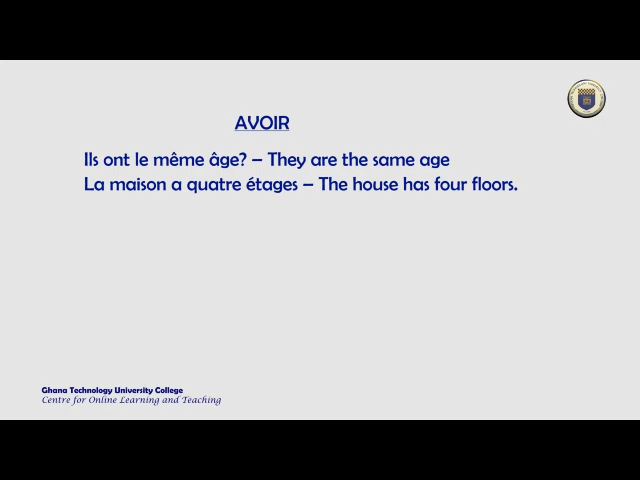 AVOIR
Ils ont le même âge? – They are the same age
La maison a quatre étages – The house has four floors.
Ghana Technology University College
Centre for Online Learning and Teaching